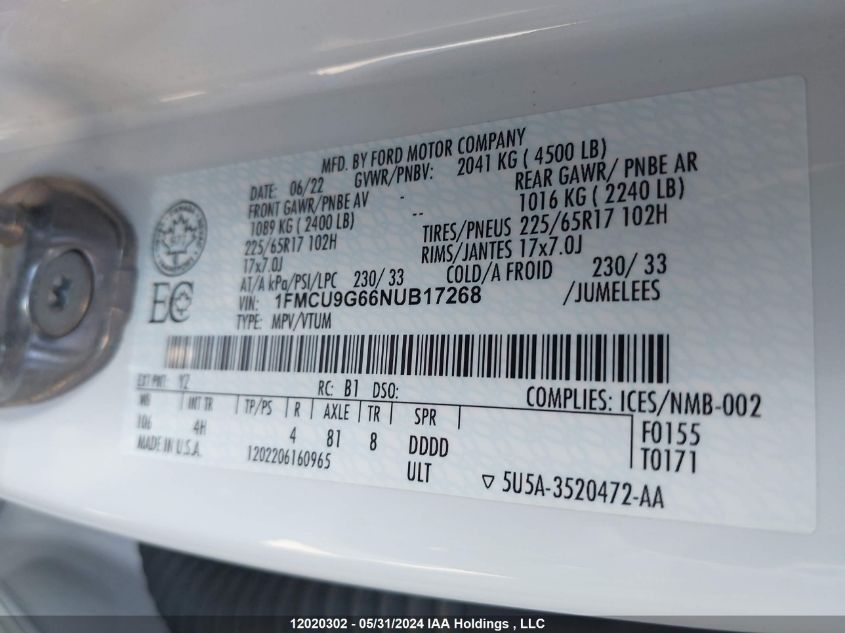 MFD. BY FORD MOTOR COMPANY
DATE: 06/22 GVWR/PNBV: 2041 KG ( 4500 LB)
FRONT GAWR/PNBE AV - REAR GAWR/ PNBE AR
1089 KG ( 2400 LB) -- 1016 KG ( 2240 LB)
225/65R17 102H TIRES/PNEUS 225/65R17 102H
17x7.0J RIMS/JANTES 17x7.0J
AT/A kPa/PSI/LPC 230/ 33 COLD/A FROID 230/ 33
VIN: 1FMCU9G66NUB17268 /JUMELEES
TYPE: MPV/VTUM
EC
EXT PNT: YZ RC: B1 DSO: COMPLIES: ICES/NMB-002
WB INT TR TP/PS R AXLE TR SPR F0155
106 4H 4 81 8 DDDD T0171
MADE IN U.S.A. 1202206160965 ULT ▽ 5U5A-3520472-AA
12020302 - 05/31/2024 IAA Holdings , LLC